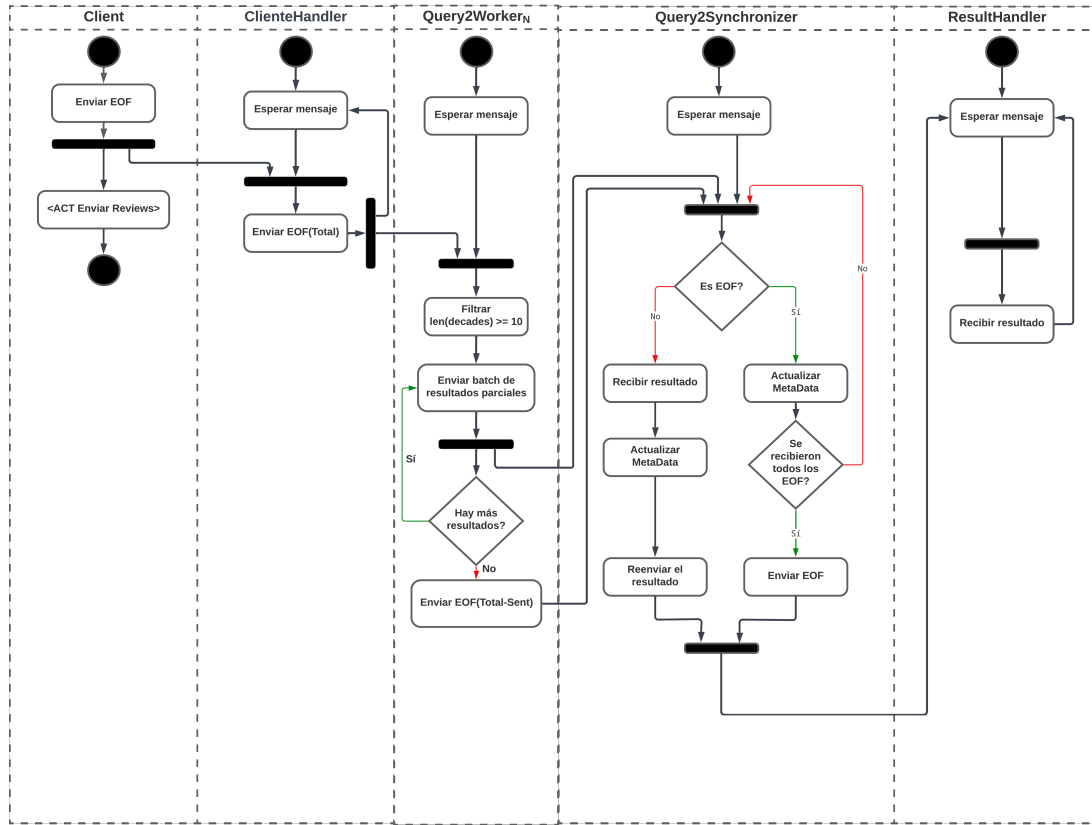 Client
Enviar EOF
<ACT Enviar Reviews>
ClienteHandler
Esperar mensaje
Enviar EOF(Total)
Query2WorkerN
Esperar mensaje
Filtrar
len(decades) >= 10
Enviar batch de
resultados parciales
Sí
Hay más
resultados?
No
Enviar EOF(Total-Sent)
Query2Synchronizer
Esperar mensaje
Es EOF?
No
Sí
No
Recibir resultado
Actualizar
MetaData
Reenviar el
resultado
Actualizar
MetaData
Se
recibieron
todos los
EOF?
Sí
Enviar EOF
ResultHandler
Esperar mensaje
Recibir resultado